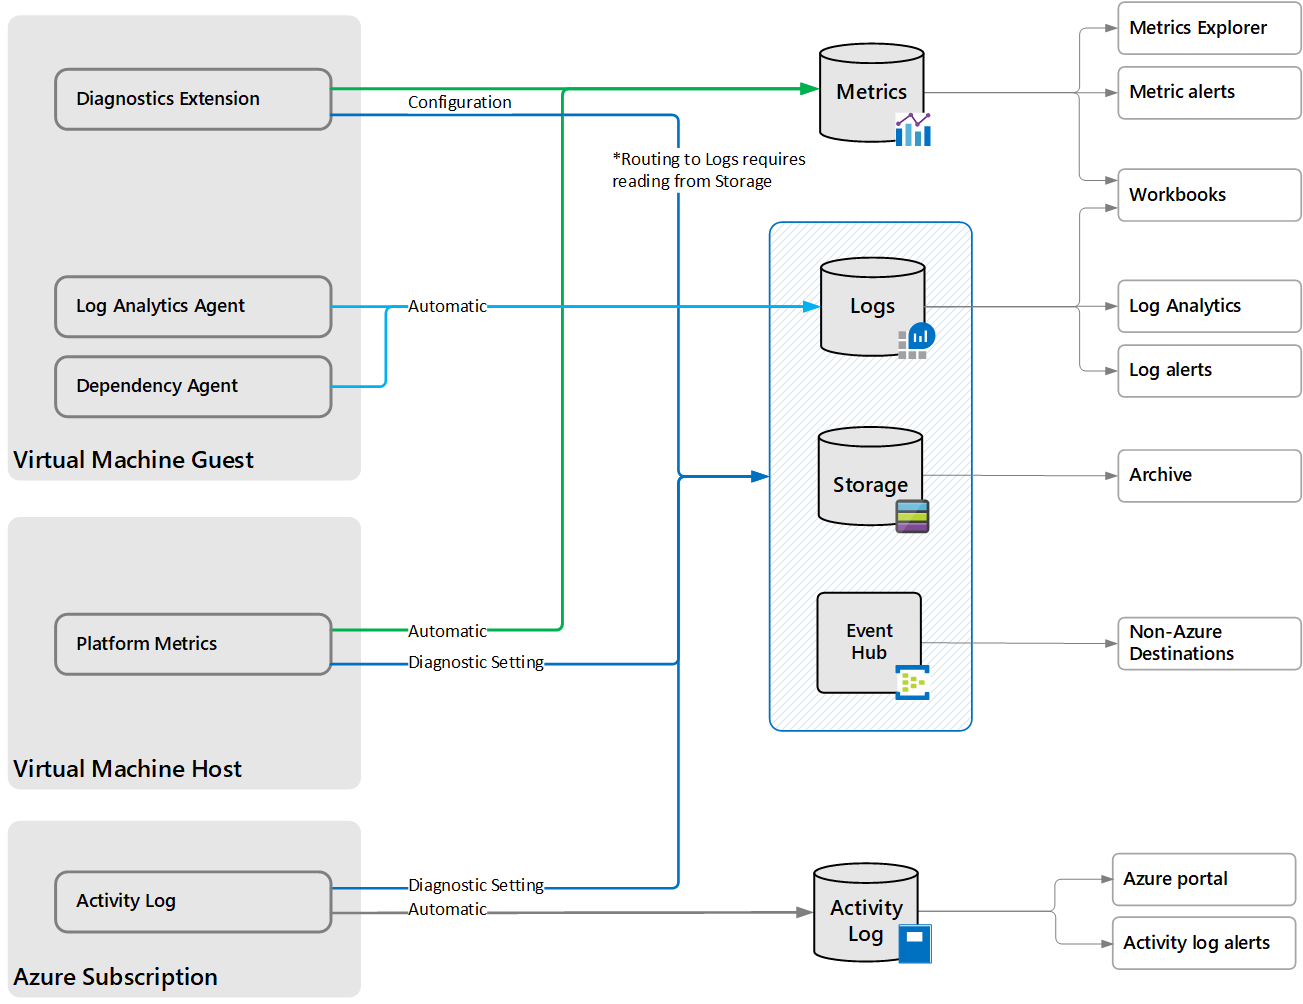 Diagnostics Extension
Log Analytics Agent
Dependency Agent
Virtual Machine Guest
Platform Metrics
Virtual Machine Host
Activity Log
Azure Subscription
Configuration
*Routing to Logs requires
reading from Storage
Automatic
Automatic
Diagnostic Setting
Diagnostic Setting
Automatic
Metrics
Logs
Storage
Event
Hub
Activity
Log
Metrics Explorer
Metric alerts
Workbooks
Log Analytics
Log alerts
Archive
Non-Azure
Destinations
Azure portal
Activity log alerts